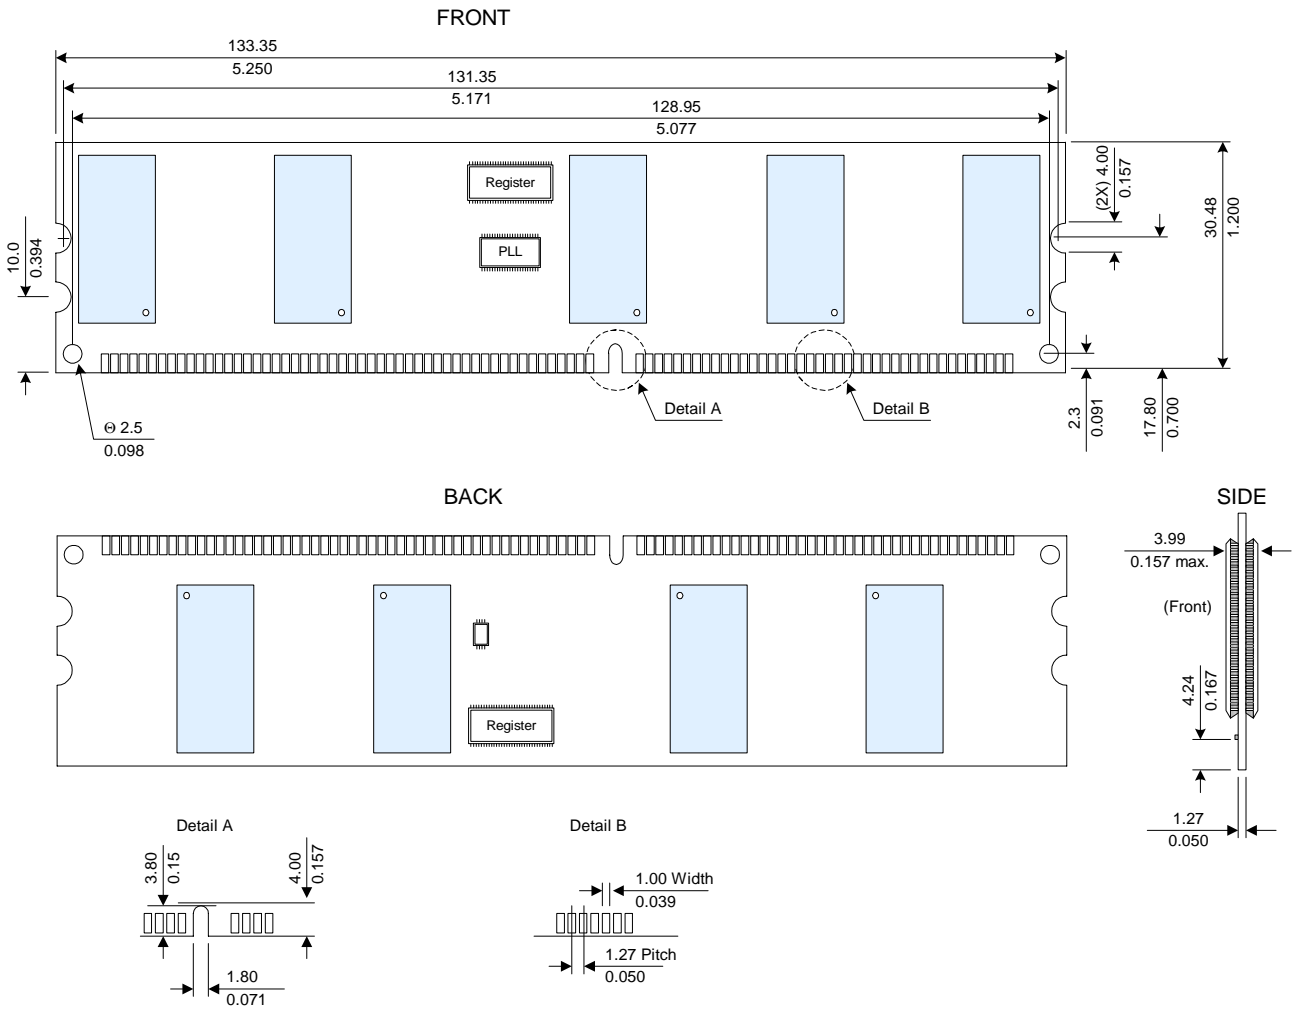 FRONT
133.35
5.250
131.35
5.171
128.95
5.077
Register
PLL
(2X) 4.00
0.157
30.48
1.200
10.0
0.394
Detail A
Detail B
2.3
0.091
17.80
0.700
Θ 2.5
0.098
BACK
SIDE
3.99
0.157 max.
(Front)
4.24
0.167
Register
1.27
0.050
Detail A
3.80
0.15
4.00
0.157
1.80
0.071
Detail B
1.00 Width
0.039
1.27 Pitch
0.050